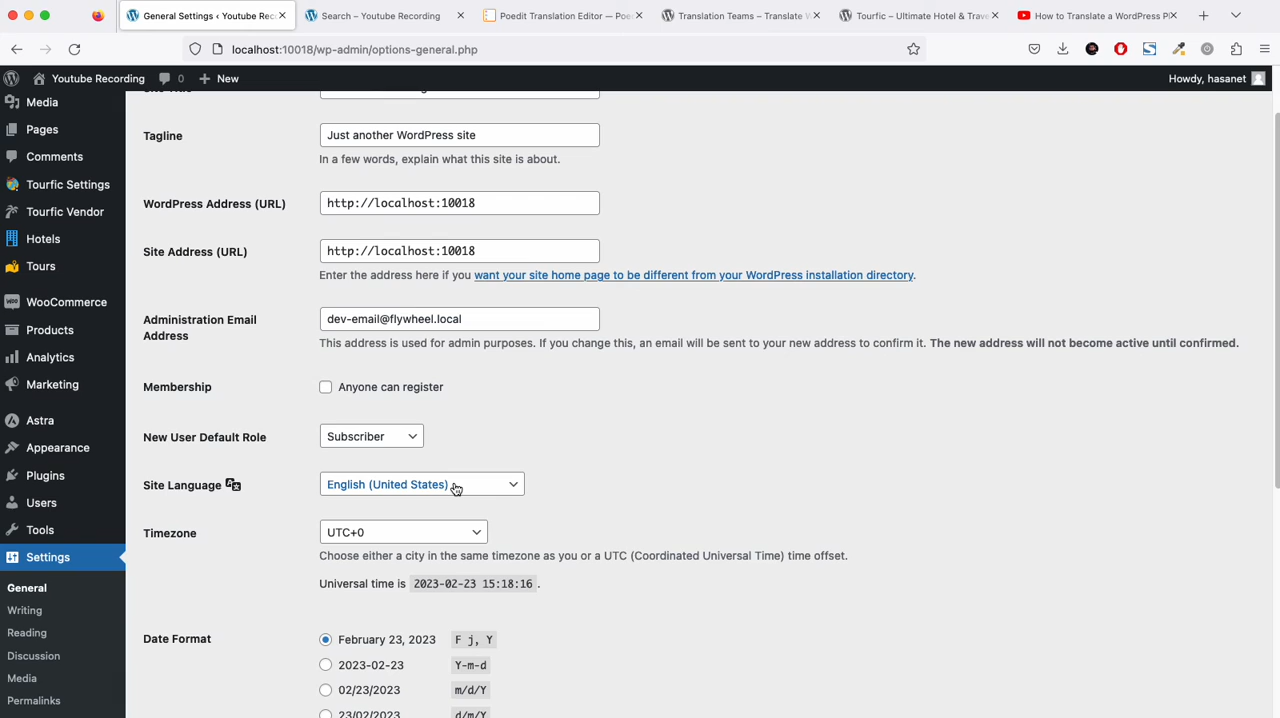 General Settings ‹ Youtube Rec
Search – Youtube Recording
Poedit Translation Editor — Poe
Translation Teams – Translate W
Tourfic – Ultimate Hotel & Trave
How to Translate a WordPress Pl
localhost:10018/wp-admin/options-general.php
Youtube Recording
0
New
Howdy, hasanet
Media
Pages
Comments
Tourfic Settings
Tourfic Vendor
Hotels
Tours
WooCommerce
Products
Analytics
Marketing
Astra
Appearance
Plugins
Users
Tools
Settings
General
Writing
Reading
Discussion
Media
Permalinks
Tagline
Just another WordPress site
In a few words, explain what this site is about.
WordPress Address (URL)
http://localhost:10018
Site Address (URL)
http://localhost:10018
Enter the address here if you want your site home page to be different from your WordPress installation directory.
Administration Email
Address
dev-email@flywheel.local
This address is used for admin purposes. If you change this, an email will be sent to your new address to confirm it. The new address will not become active until confirmed.
Membership
Anyone can register
New User Default Role
Subscriber
Site Language
English (United States)
Timezone
UTC+0
Choose either a city in the same timezone as you or a UTC (Coordinated Universal Time) time offset.
Universal time is 2023-02-23 15:18:16 .
Date Format
February 23, 2023 F j, Y
2023-02-23 Y-m-d
02/23/2023 m/d/Y
23/02/2023 d/m/Y